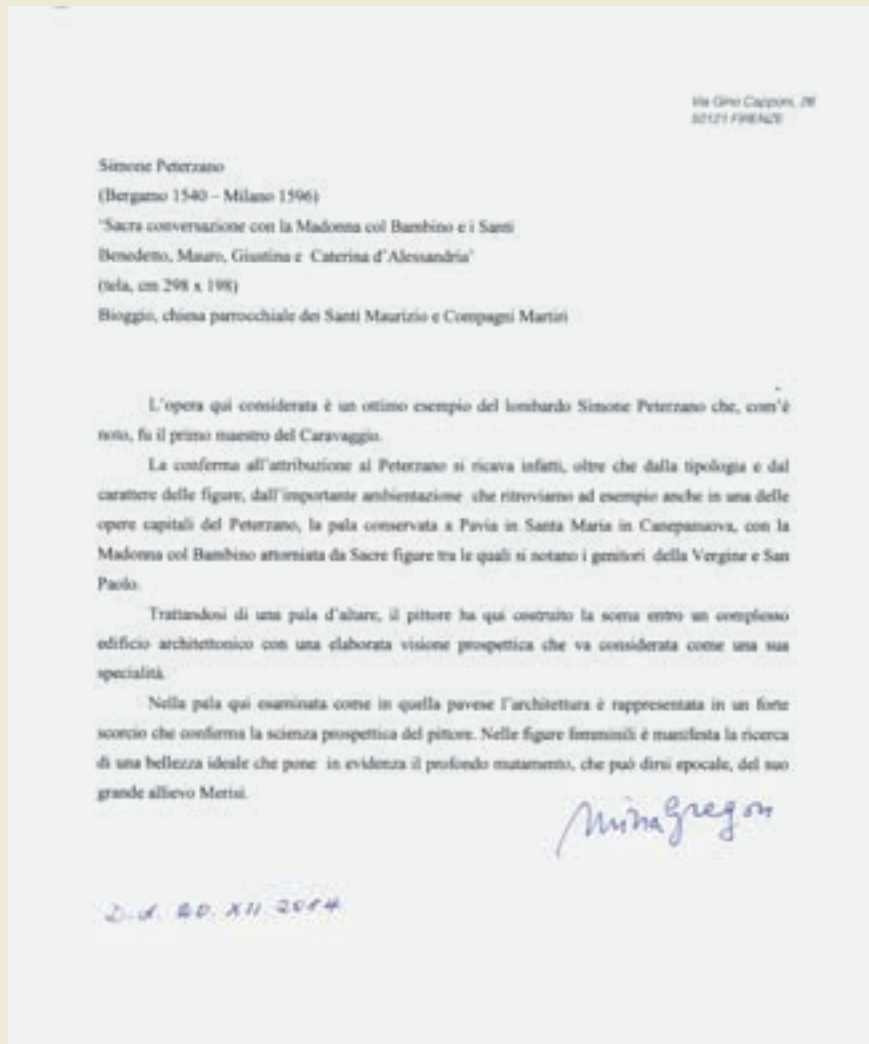 Via Gino Capponi, 26
50121 FIRENZE
Simone Peterzano
(Bergamo 1540 – Milano 1596)
"Sacra conversazione con la Madonna col Bambino e i Santi
Benedetto, Mauro, Giustina e Caterina d'Alessandria"
(tela, cm 298 x 198)
Bioggio, chiesa parrocchiale dei Santi Maurizio e Compagni Martiri
L'opera qui considerata è un ottimo esempio del lombardo Simone Peterzano che, com'è
noto, fu il primo maestro del Caravaggio.
La conferma all'attribuzione al Peterzano si ricava infatti, oltre che dalla tipologia e dal
carattere delle figure, dall'importante ambientazione che ritroviamo ad esempio anche in una delle
opere capitali del Peterzano, la pala conservata a Pavia in Santa Maria in Canepanuova, con la
Madonna col Bambino attorniata da Sacre figure tra le quali si notano i genitori della Vergine e San
Paolo.
Trattandosi di una pala d'altare, il pittore ha qui costruito la scena entro un complesso
edificio architettonico con una elaborata visione prospettica che va considerata come una sua
specialità.
Nella pala qui esaminata come in quella pavese l'architettura è rappresentata in un forte
scorcio che conferma la scienza prospettica del pittore. Nelle figure femminili è manifesta la ricerca
di una bellezza ideale che pone in evidenza il profondo mutamento, che può dirsi epocale, del suo
grande allievo Merisi.
Mina Gregori
20. XII 2014